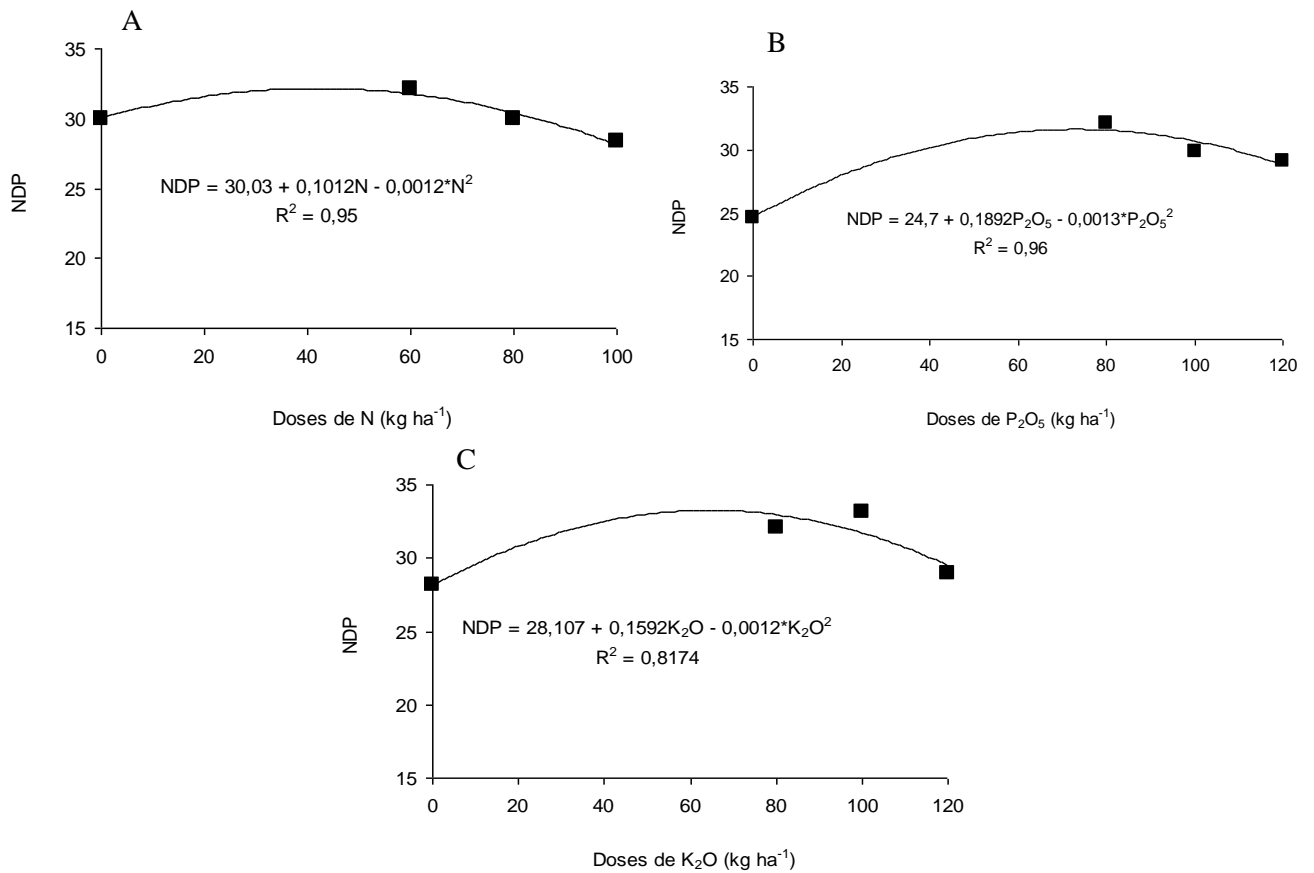 A
35
30
25
20
15
NDP
NDP = 30,03 + 0,1012N - 0,0012*N²
R² = 0,95
0 20 40 60 80 100
Doses de N (kg ha⁻¹)
B
35
30
25
20
15
NDP
NDP = 24,7 + 0,1892P₂O₅ - 0,0013*P₂O₅²
R² = 0,96
0 20 40 60 80 100 120
Doses de P₂O₅ (kg ha⁻¹)
C
35
30
25
20
15
NDP
NDP = 28,107 + 0,1592K₂O - 0,0012*K₂O²
R² = 0,8174
0 20 40 60 80 100 120
Doses de K₂O (kg ha⁻¹)